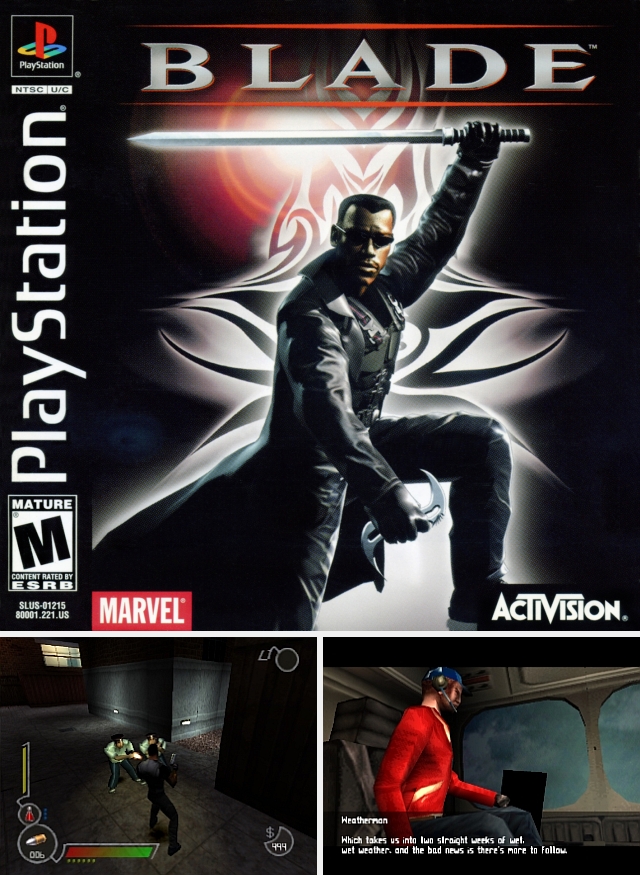 PlayStation
NTSC U/C
PlayStation®
MATURE
M
CONTENT RATED BY
ESRB
SLUS-01215
80001.221.US
BLADE™
MARVEL®
ACTIVISION®
006
$
999
Weatherman
Which takes us into two straight weeks of wet,
wet weather, and the bad news is there's more to follow.